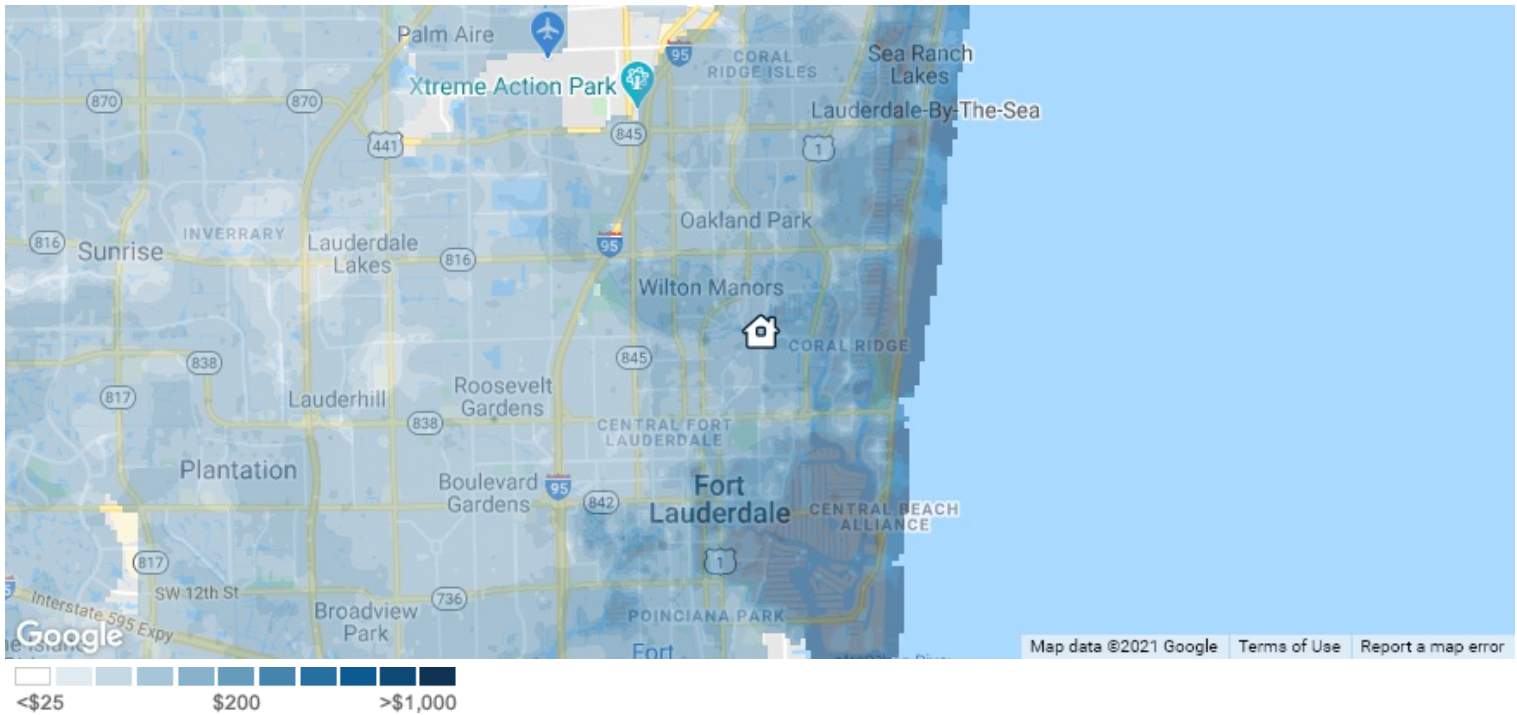 Palm Aire
95
CORAL
RIDGE ISLES
Sea Ranch
Lakes
Xtreme Action Park
870
870
Lauderdale-By-The-Sea
845
441
1
Oakland Park
816
INVERRARY
Sunrise
Lauderdale
Lakes
816
95
Wilton Manors
838
845
CORAL RIDGE
817
Lauderhill
Roosevelt
Gardens
838
CENTRAL FORT
LAUDERDALE
Plantation
Boulevard
Gardens
95
842
Fort
Lauderdale
CENTRAL BEACH
ALLIANCE
817
1
SW 12th St
Interstate 595 Expy
736
Broadview
Park
POINCIANA PARK
Google
Fort
Map data ©2021 Google
Terms of Use
Report a map error
<$25
$200
>$1,000